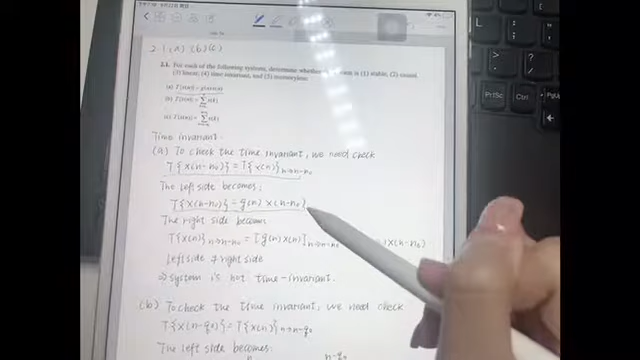 2.1 (a) (b) (c)
2.1. For each of the following systems, determine whether the system is (1) stable, (2) causal,
(3) linear, (4) time invariant, and (5) memoryless:
(a) T(x[n]) = g[n]x[n]
Time invariant.
(a) To check the time invariant, we need check
T{x(n-n₀)} = T{x(n)}n→n-n₀
The left side becomes:
T{x(n-n₀)} = g(n) x(n-n₀)
The right side becomes
T{x(n)}n→n-n₀ = [g(n)x(n)]n→n-n₀ x(n-n₀)
left side ≠ right side
⇒ system is not time-invariant.
(b) To check the time invariant, we need check
T{x(n-n₀)} = T{x(n)}n→n-n₀
The left side becomes:
PrtSc
Ctrl